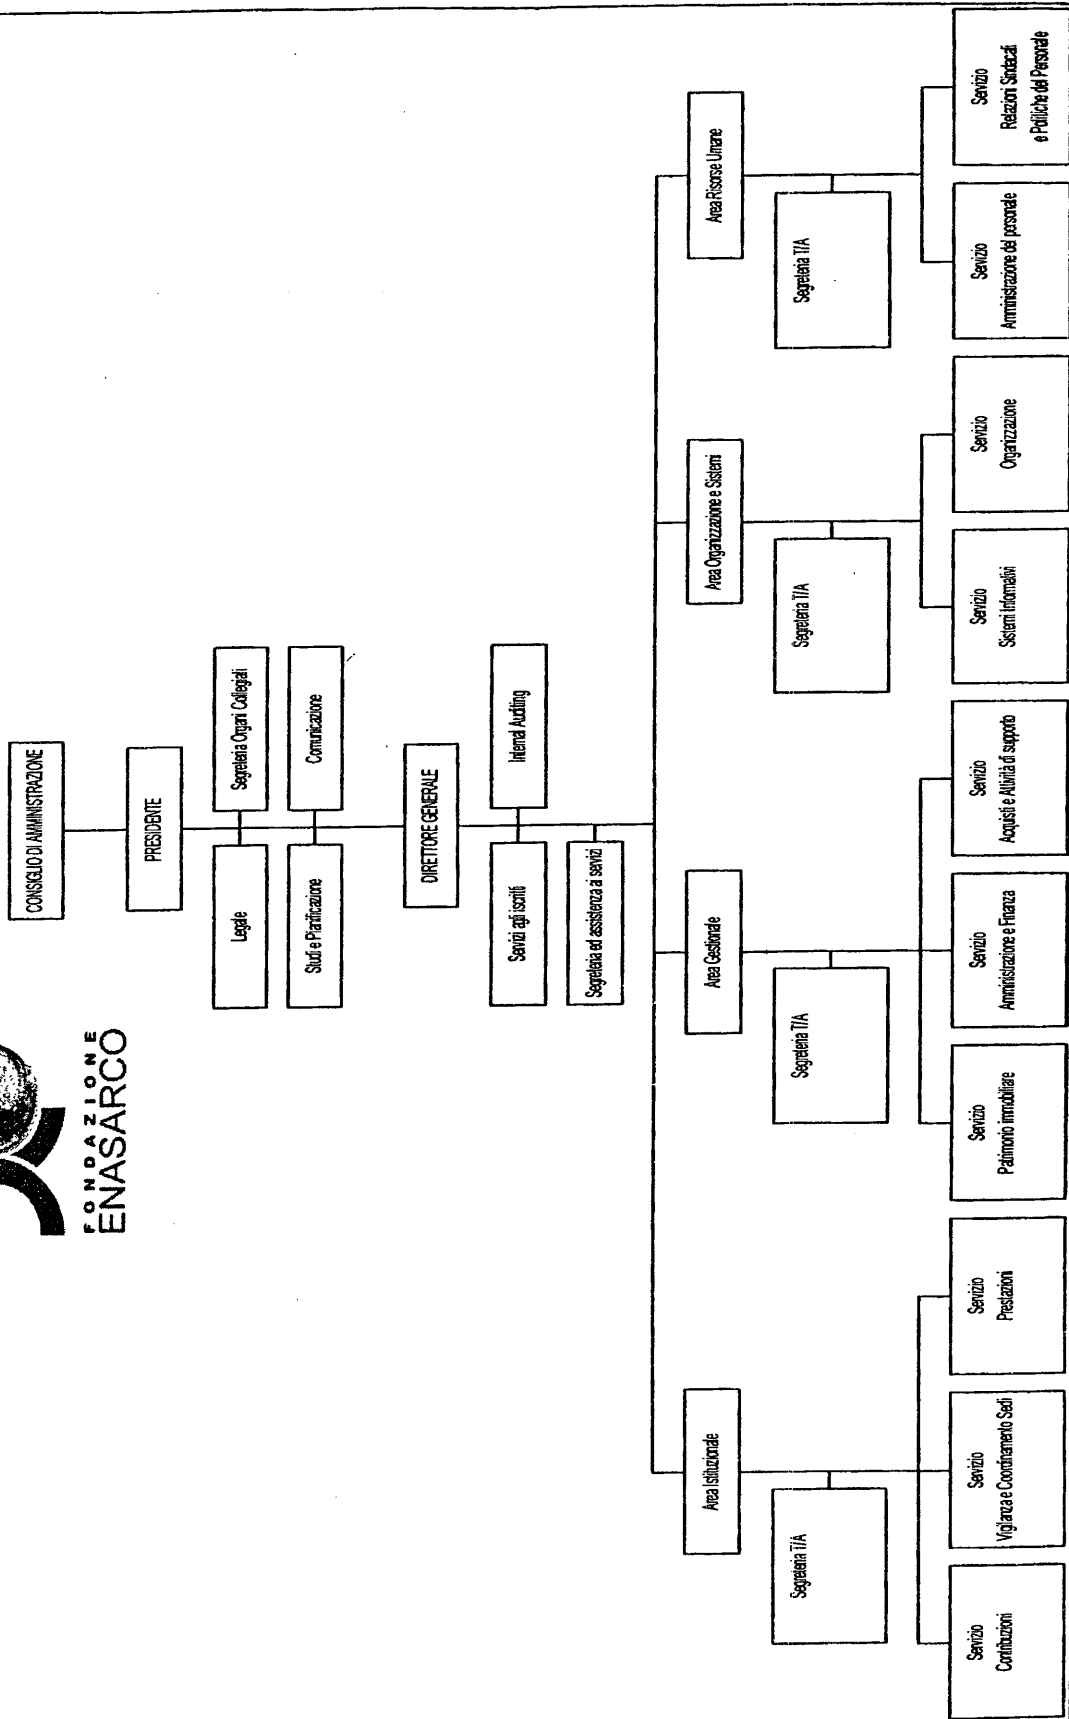 FONDAZIONE
ENASARCO
CONSIGLIO DI AMMINISTRAZIONE
PRESIDENTE
Legale
Segreteria Organi Collegiali
Studi e Pianificazione
Comunicazione
DIRETTORE GENERALE
Servizi agli iscritti
Internal Auditing
Segreteria ed assistenza ai servizi
Area Istituzionale
Area Gestionale
Area Organizzazione e Sistemi
Area Risorse Umane
Segreteria T/A
Segreteria T/A
Segreteria T/A
Segreteria T/A
Servizio
Contribuzioni
Servizio
Vigilanza e Coordinamento Sedi
Servizio
Prestazioni
Servizio
Patrimonio immobiliare
Servizio
Amministrazione e Finanza
Servizio
Acquisti e Attività di supporto
Servizio
Sistemi Informativi
Servizio
Organizzazione
Servizio
Amministrazione del personale
Servizio
Relazioni Sindacali
e Politiche del Personale